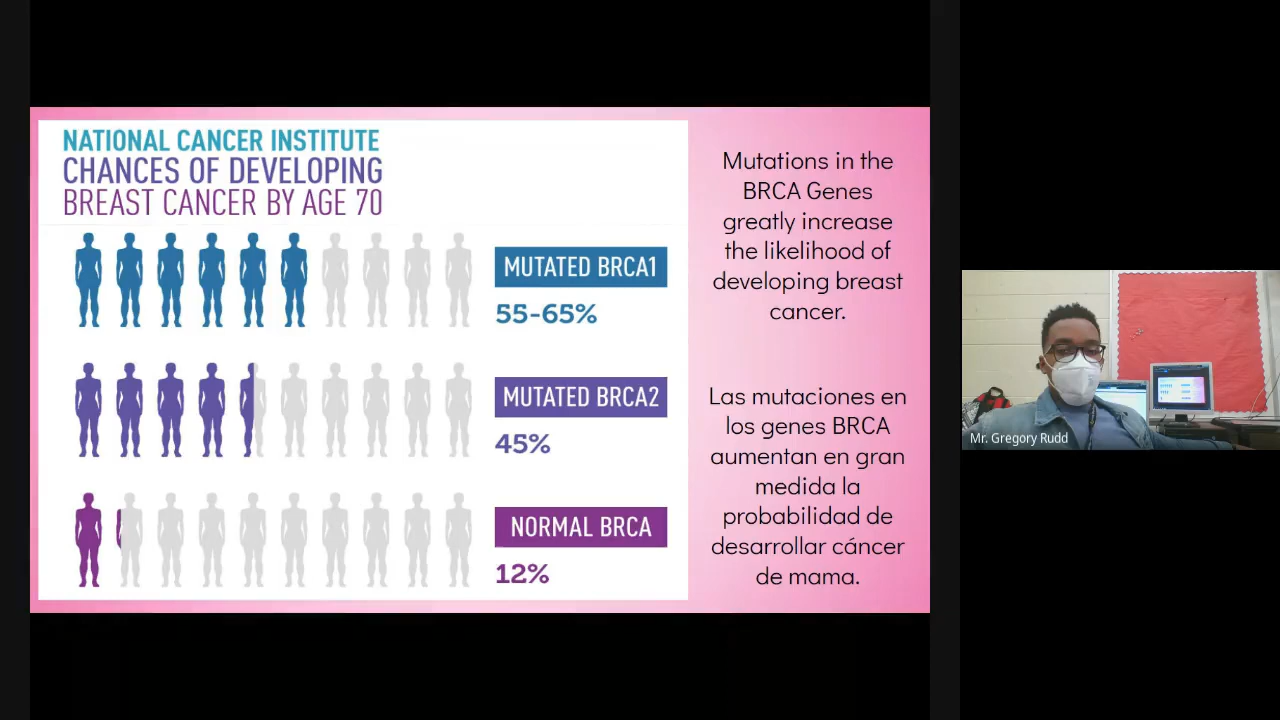 NATIONAL CANCER INSTITUTE
CHANCES OF DEVELOPING
BREAST CANCER BY AGE 70
MUTATED BRCA1
55-65%
MUTATED BRCA2
45%
NORMAL BRCA
12%
Mutations in the
BRCA Genes
greatly increase
the likelihood of
developing breast
cancer.
Las mutaciones en
los genes BRCA
aumentan en gran
medida la
probabilidad de
desarrollar cáncer
de mama.
Mr. Gregory Rudd